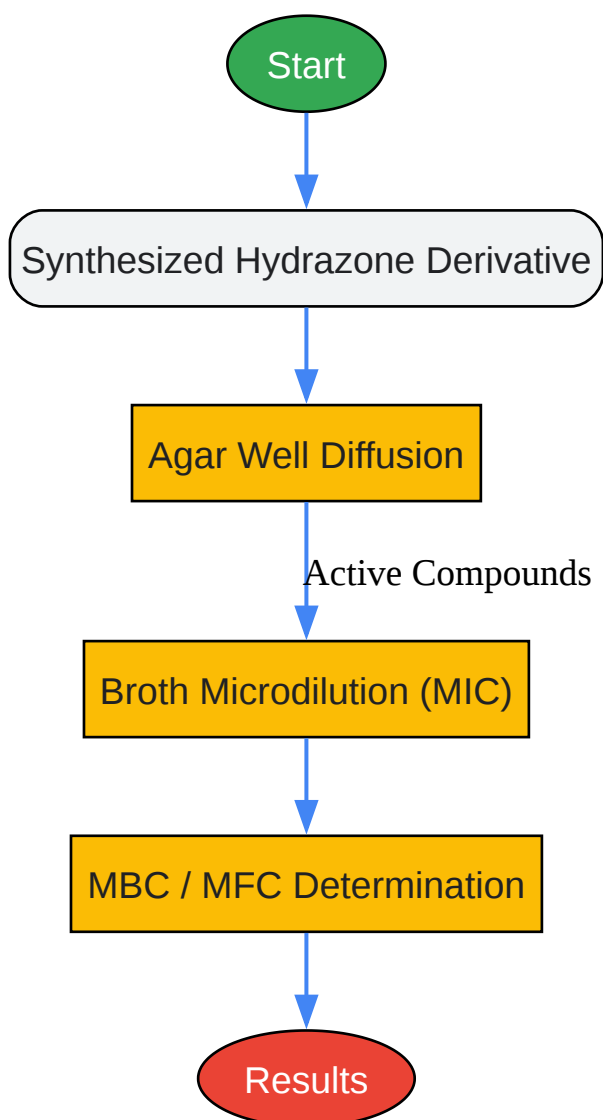 Start
Synthesized Hydrazone Derivative
Agar Well Diffusion
Active Compounds
Broth Microdilution (MIC)
MBC / MFC Determination
Results